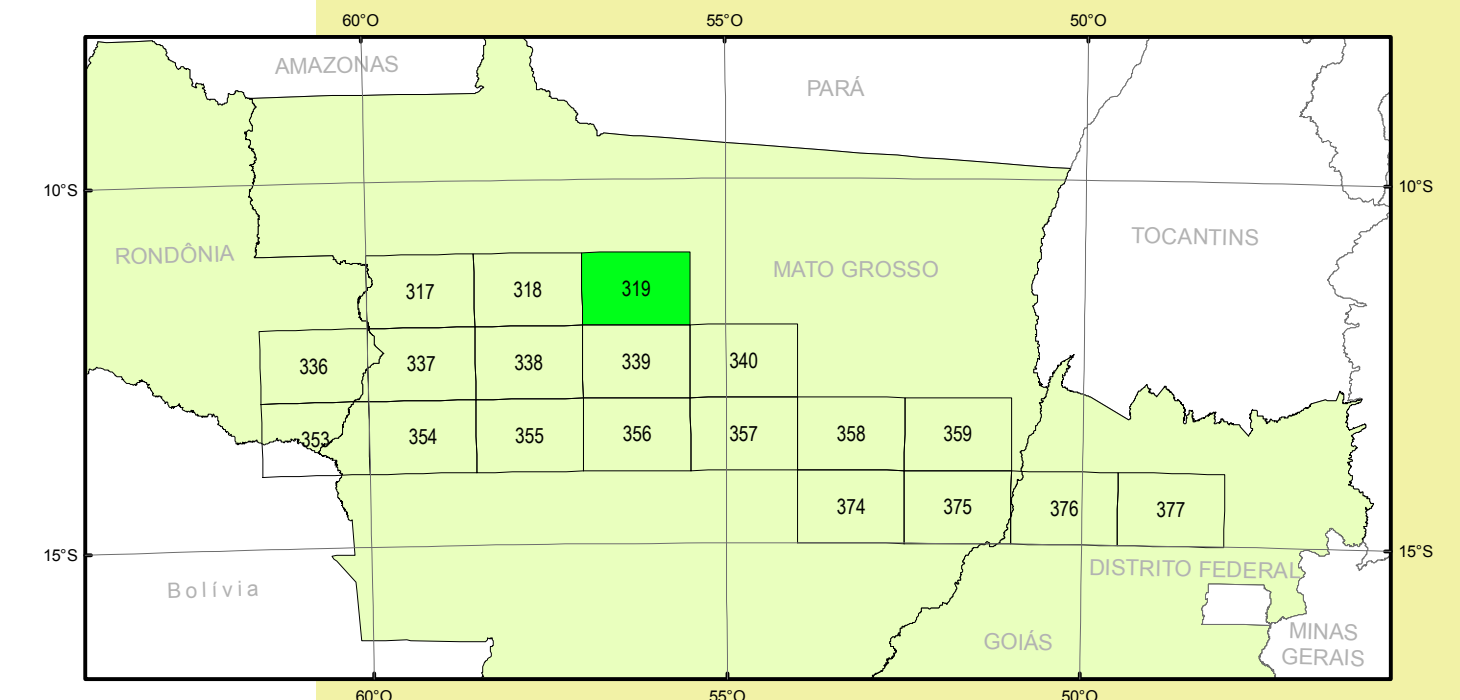 60°O 55°O 50°O
AMAZONAS
PARÁ
10°S 10°S
RONDÔNIA
TOCANTINS
MATO GROSSO
317 318 319
336 337 338 339 340
353 354 355 356 357 358 359
374 375 376 377
15°S 15°S
DISTRITO FEDERAL
Bolívia
GOIÁS
MINAS
GERAIS
60°O 55°O 50°O